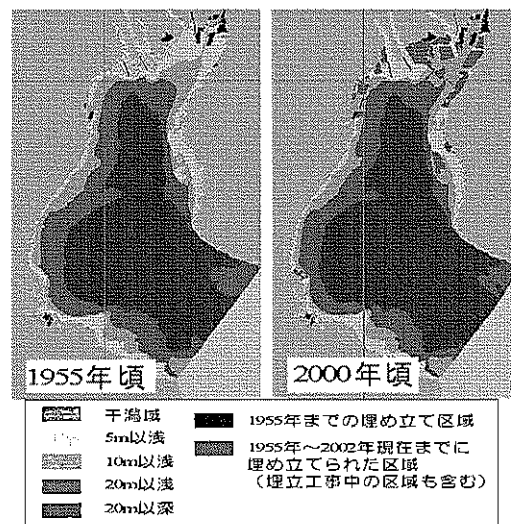 1955年頃
2000年頃
干潟域
5m以浅
10m以浅
20m以浅
20m以深
1955年までの埋め立て区域
1955年～2002年現在までに
埋め立てられた区域
（埋立工事中の区域も含む）